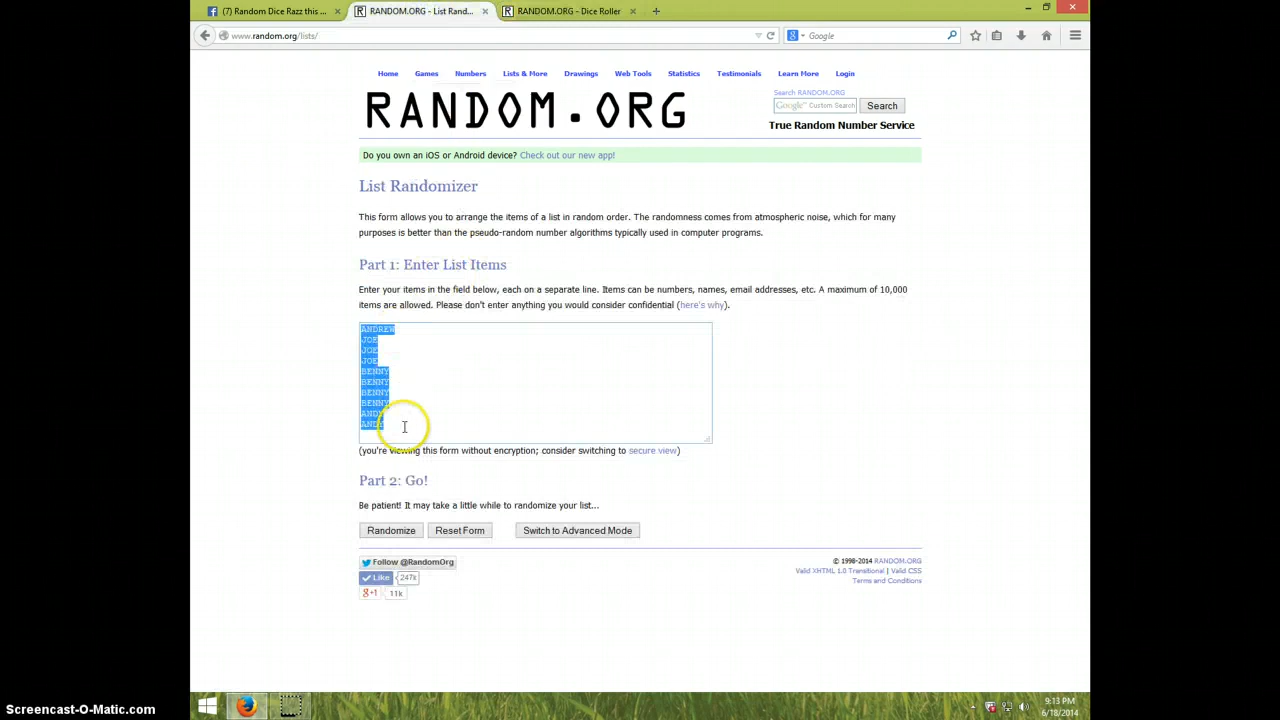 (7) Random Dice Razz this ...
RANDOM.ORG - List Rand...
RANDOM.ORG - Dice Roller
www.random.org/lists/
Google
Home Games Numbers Lists & More Drawings Web Tools Statistics Testimonials Learn More Login
RANDOM.ORG
Search RANDOM.ORG
Google™ Custom Search
Search
True Random Number Service
Do you own an iOS or Android device? Check out our new app!
List Randomizer
This form allows you to arrange the items of a list in random order. The randomness comes from atmospheric noise, which for many
purposes is better than the pseudo-random number algorithms typically used in computer programs.
Part 1: Enter List Items
Enter your items in the field below, each on a separate line. Items can be numbers, names, email addresses, etc. A maximum of 10,000
items are allowed. Please don't enter anything you would consider confidential (here's why).
ANDREW
JOE
JOE
JOE
BENNY
BENNY
BENNY
BENNY
(you're viewing this form without encryption; consider switching to secure view)
Part 2: Go!
Be patient! It may take a little while to randomize your list...
Randomize
Reset Form
Switch to Advanced Mode
Follow @RandomOrg
Like 247k
g+1 11k
© 1998-2014 RANDOM.ORG
Valid XHTML 1.0 Transitional | Valid CSS
Terms and Conditions
9:13 PM
6/18/2014
Screencast-O-Matic.com